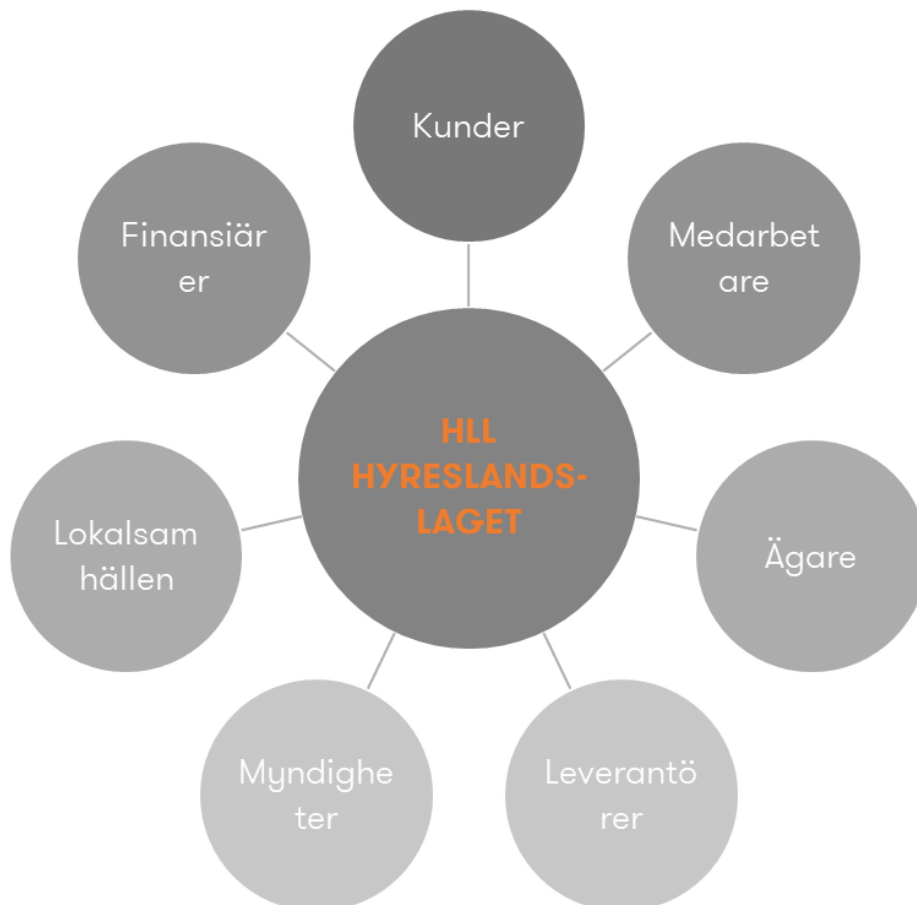 Kunder
Medarbet
are
Ägare
Leverantö
rer
Myndighe
ter
Lokalsam
hällen
Finansiär
er
HLL
HYRESLANDS-
LAGET